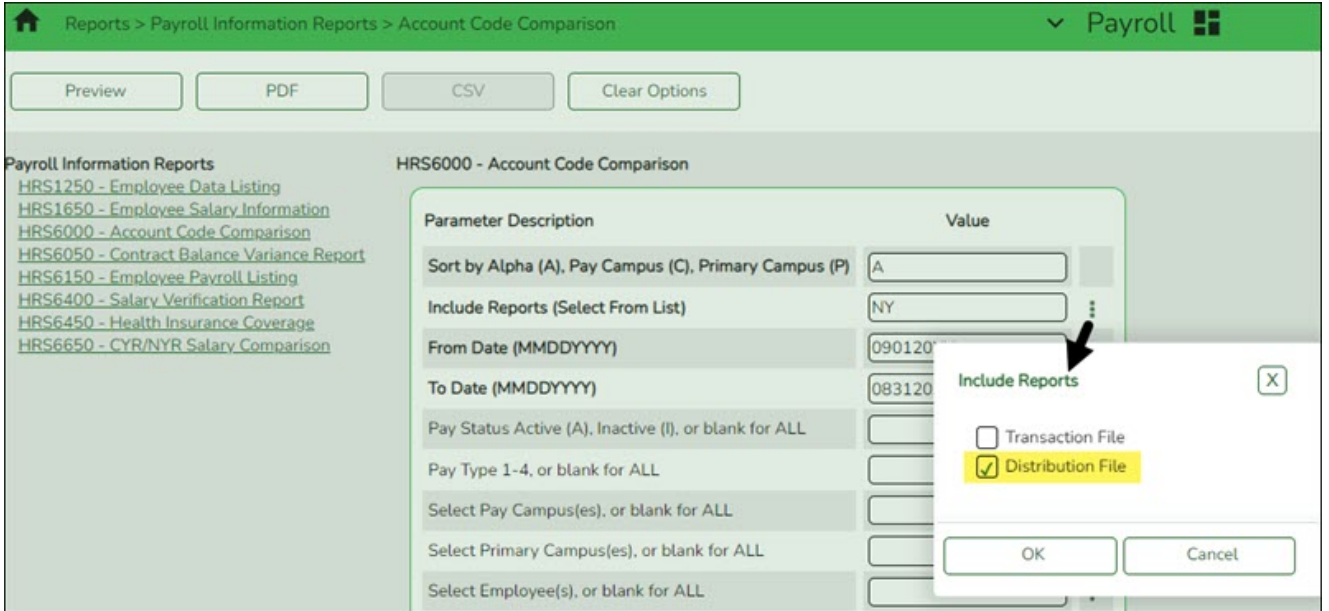 Reports > Payroll Information Reports > Account Code Comparison
Payroll
Preview
PDF
CSV
Clear Options
Payroll Information Reports
HRS1250 - Employee Data Listing
HRS1650 - Employee Salary Information
HRS6000 - Account Code Comparison
HRS6050 - Contract Balance Variance Report
HRS6150 - Employee Payroll Listing
HRS6400 - Salary Verification Report
HRS6450 - Health Insurance Coverage
HRS6650 - CYR/NYR Salary Comparison
HRS6000 - Account Code Comparison
Parameter Description Value
Sort by Alpha (A), Pay Campus (C), Primary Campus (P) A
Include Reports (Select From List) NY
From Date (MMDDYYYY)
To Date (MMDDYYYY) 083120
Pay Status Active (A), Inactive (I), or blank for ALL
Pay Type 1-4, or blank for ALL
Select Pay Campus(es), or blank for ALL
Select Primary Campus(es), or blank for ALL
Select Employee(s), or blank for ALL
Include Reports X
Transaction File
Distribution File
OK Cancel